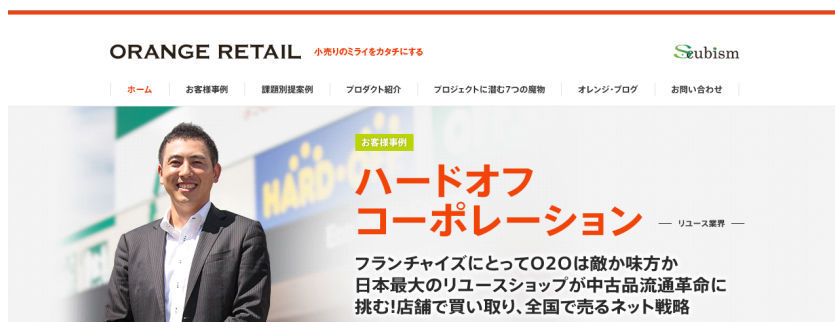 ORANGE RETAIL 小売りのミライをカタチにする
Scubism
ホーム お客様事例 課題別提案例 プロダクト紹介 プロジェクトに潜む7つの魔物 オレンジ・ブログ お問い合わせ
HARD・OFF
お客様事例
ハードオフ
コーポレーション
リユース業界
フランチャイズにとってO2Oは敵か味方か
日本最大のリユースショップが中古品流通革命に
挑む!店舗で買い取り、全国で売るネット戦略